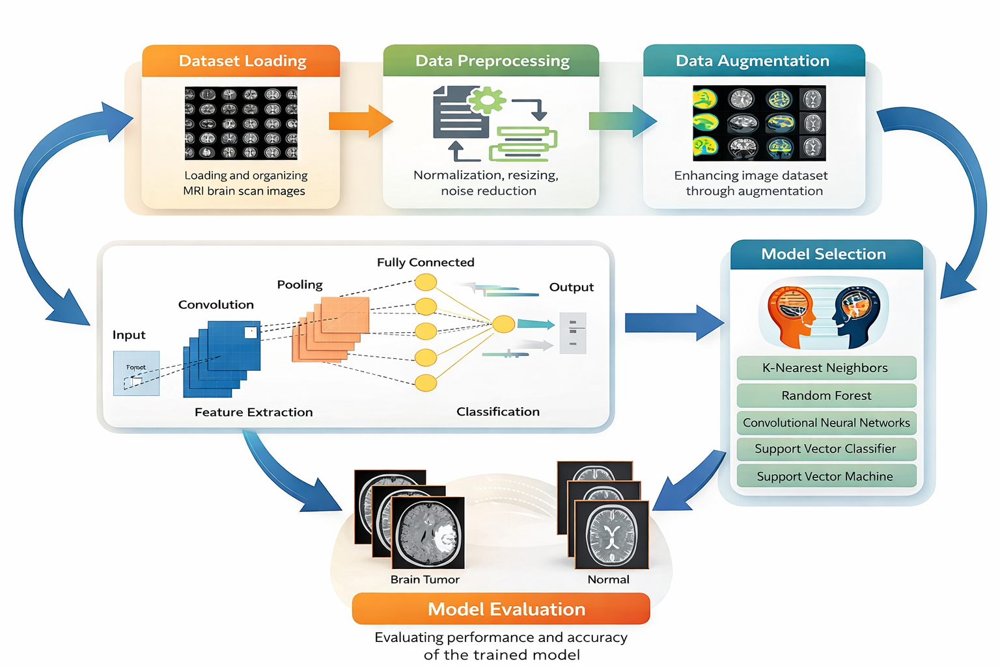 Dataset Loading
Loading and organizing
MRI brain scan images
Data Preprocessing
Normalization, resizing,
noise reduction
Data Augmentation
Enhancing image dataset
through augmentation
Input
Convolution
Pooling
Fully Connected
Output
Feature Extraction
Classification
Model Selection
K-Nearest Neighbors
Random Forest
Convolutional Neural Networks
Support Vector Classifier
Support Vector Machine
Brain Tumor
Normal
Model Evaluation
Evaluating performance and accuracy
of the trained model